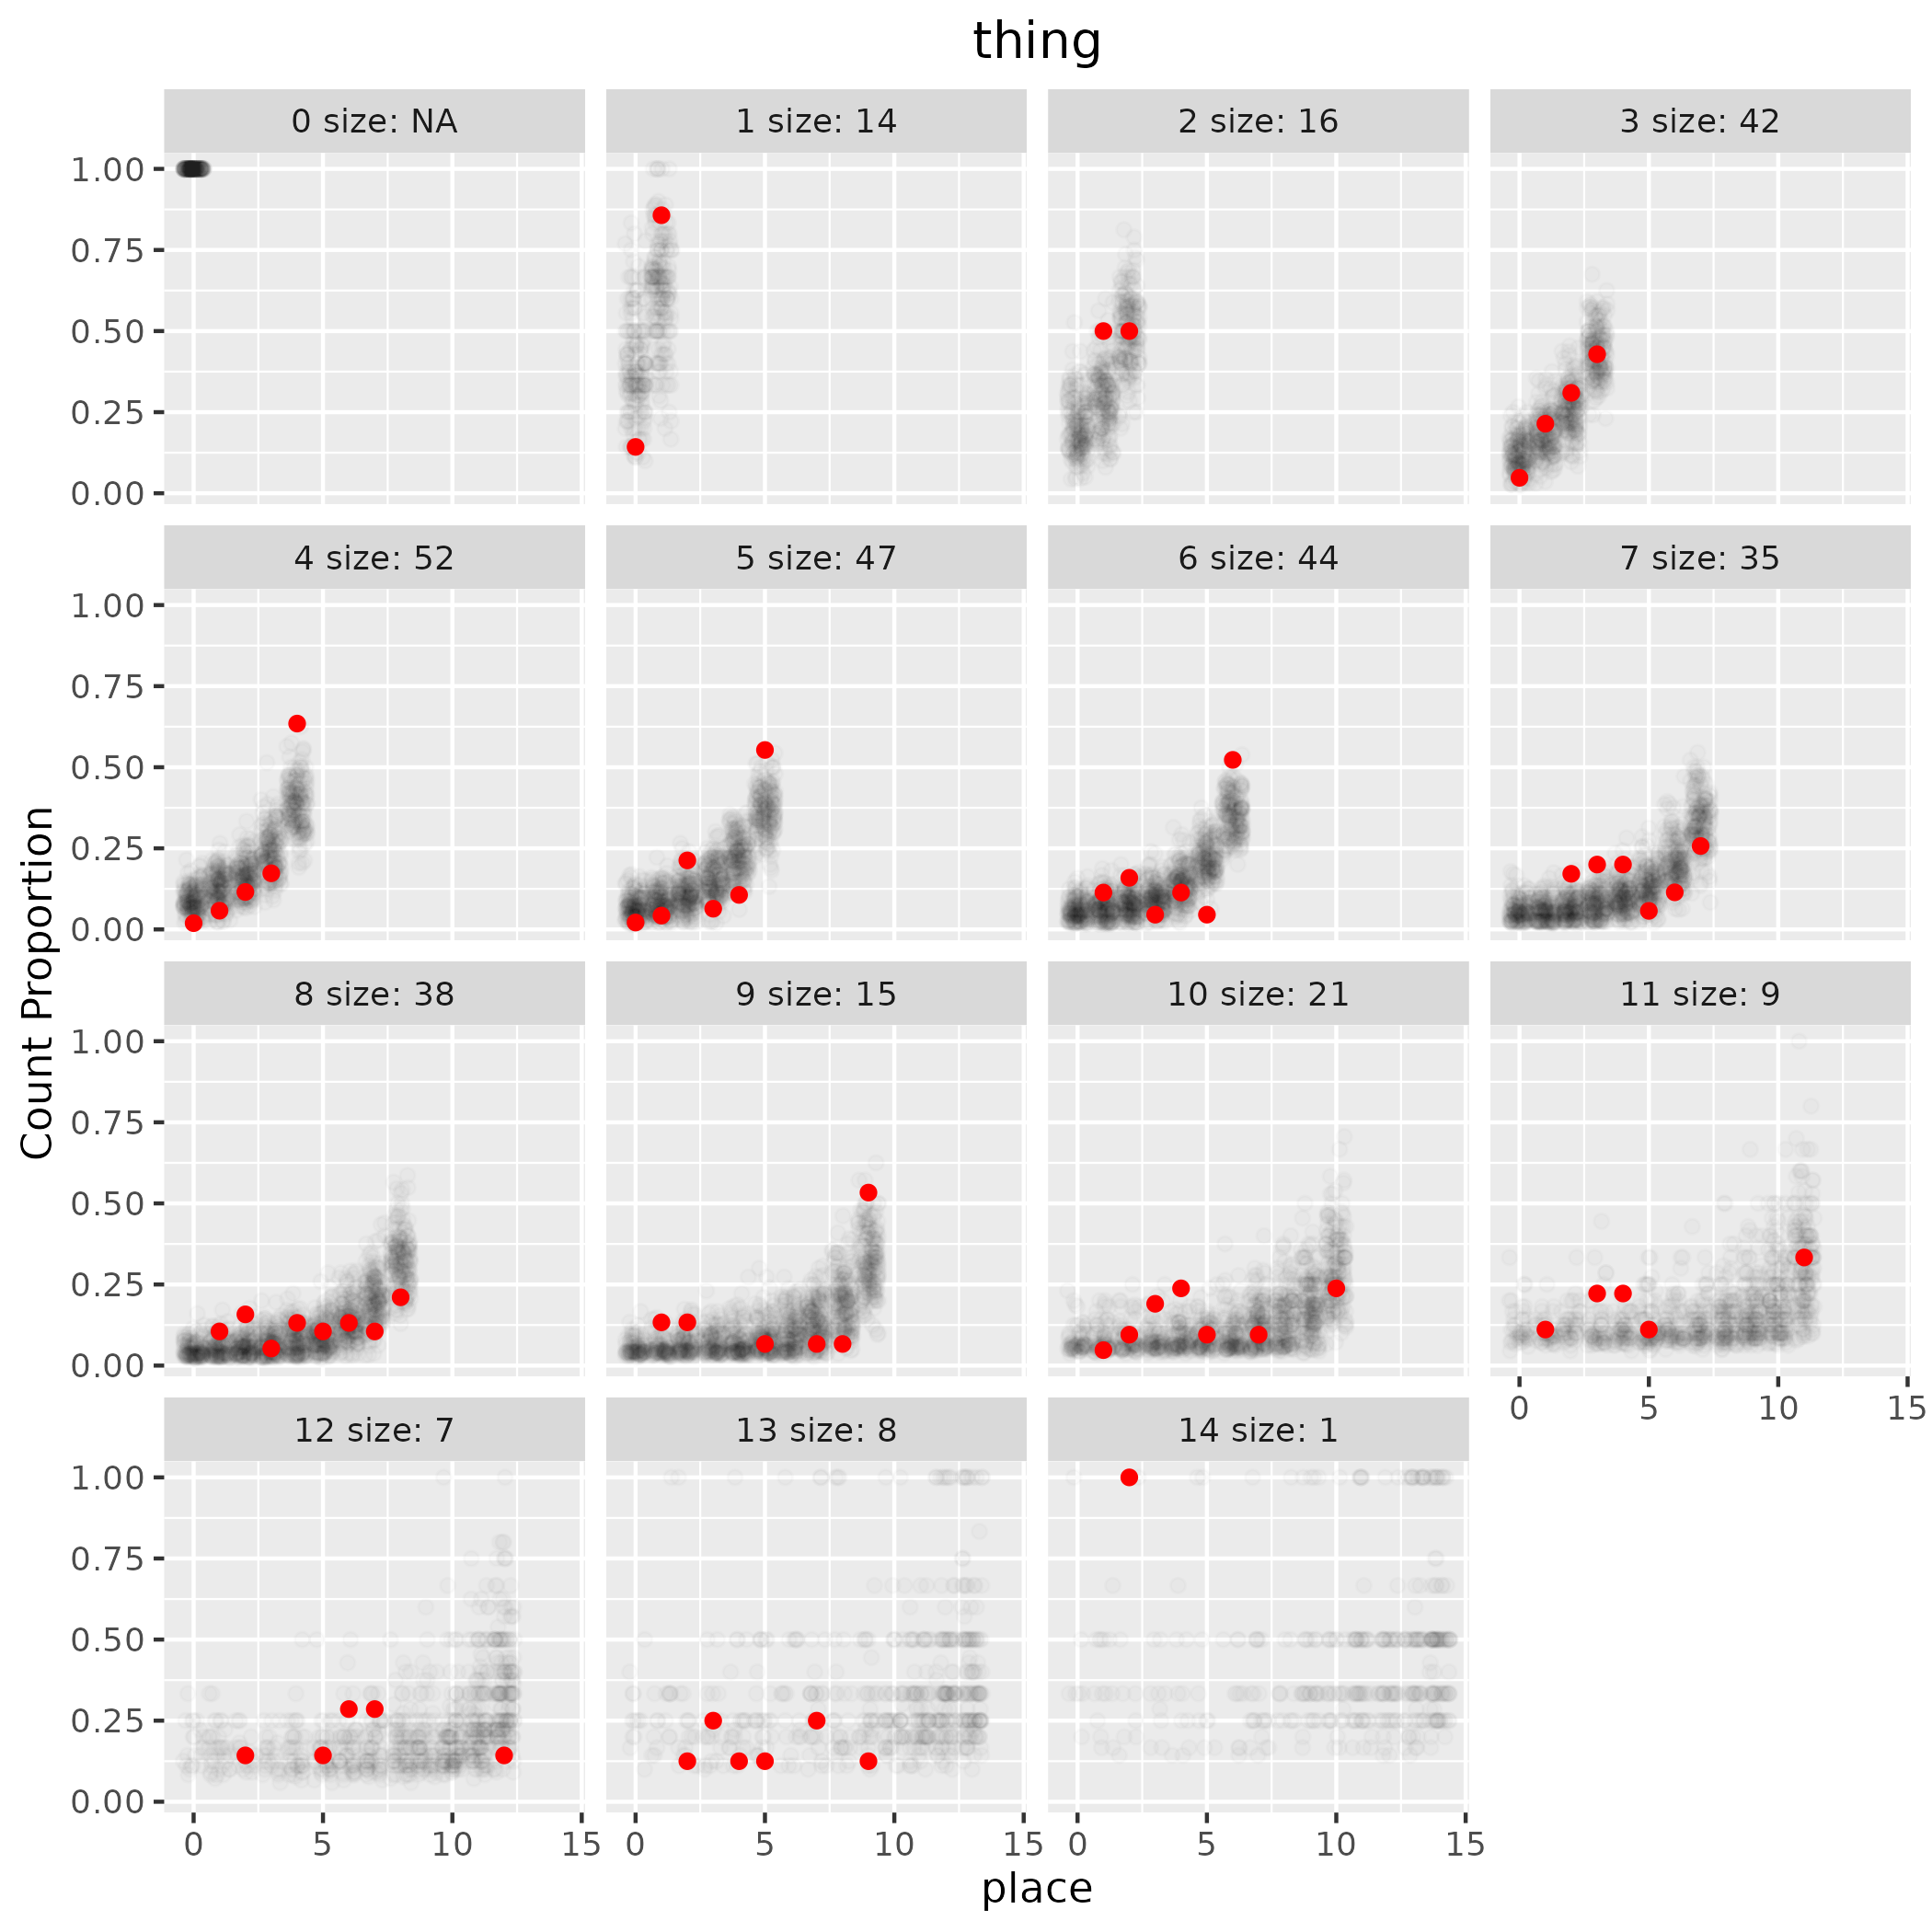 thing
0 size: NA
1 size: 14
2 size: 16
3 size: 42
1.00
0.75
0.50
0.25
0.00
4 size: 52
5 size: 47
6 size: 44
7 size: 35
1.00
0.75
0.50
0.25
0.00
Count Proportion
8 size: 38
9 size: 15
10 size: 21
11 size: 9
1.00
0.75
0.50
0.25
0.00
0 5 10 15
12 size: 7
13 size: 8
14 size: 1
1.00
0.75
0.50
0.25
0.00
0 5 10 15
0 5 10 15
0 5 10 15
place